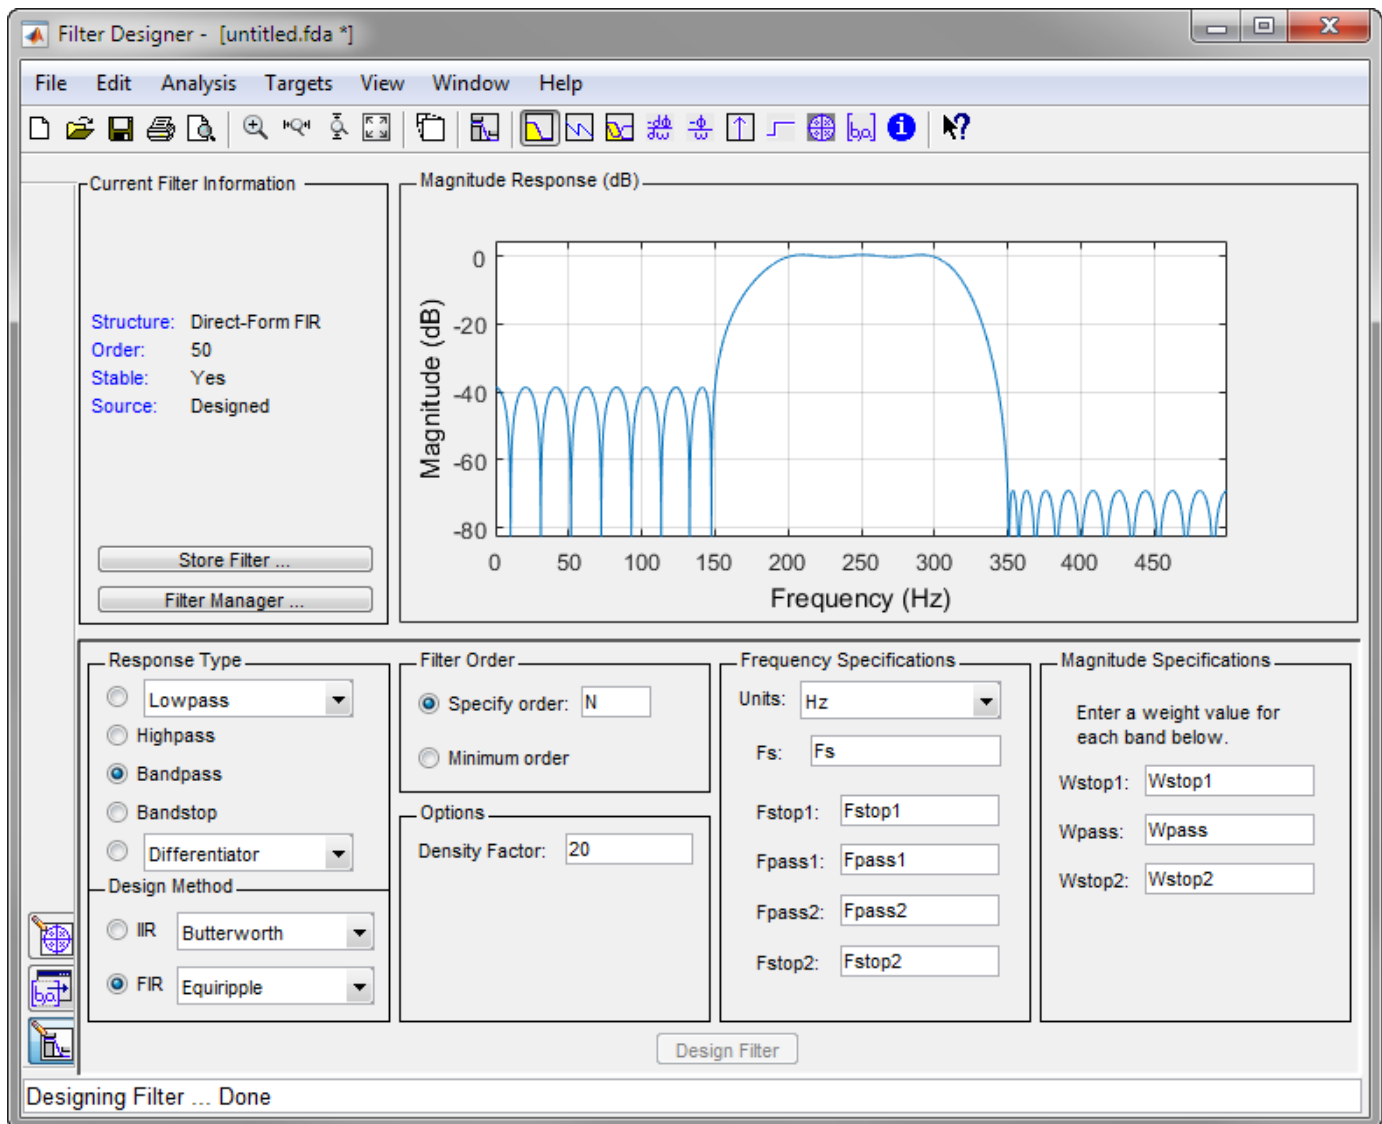 Filter Designer - [untitled.fda *]
File Edit Analysis Targets View Window Help
Current Filter Information
Structure: Direct-Form FIR
Order: 50
Stable: Yes
Source: Designed
Store Filter ...
Filter Manager ...
Magnitude Response (dB)
Magnitude (dB)
0
-20
-40
-60
-80
0 50 100 150 200 250 300 350 400 450
Frequency (Hz)
Response Type
Lowpass
Highpass
Bandpass
Bandstop
Differentiator
Design Method
IIR Butterworth
FIR Equiripple
Filter Order
Specify order: N
Minimum order
Options
Density Factor: 20
Frequency Specifications
Units: Hz
Fs: Fs
Fstop1: Fstop1
Fpass1: Fpass1
Fpass2: Fpass2
Fstop2: Fstop2
Magnitude Specifications
Enter a weight value for
each band below.
Wstop1: Wstop1
Wpass: Wpass
Wstop2: Wstop2
Design Filter
Designing Filter ... Done